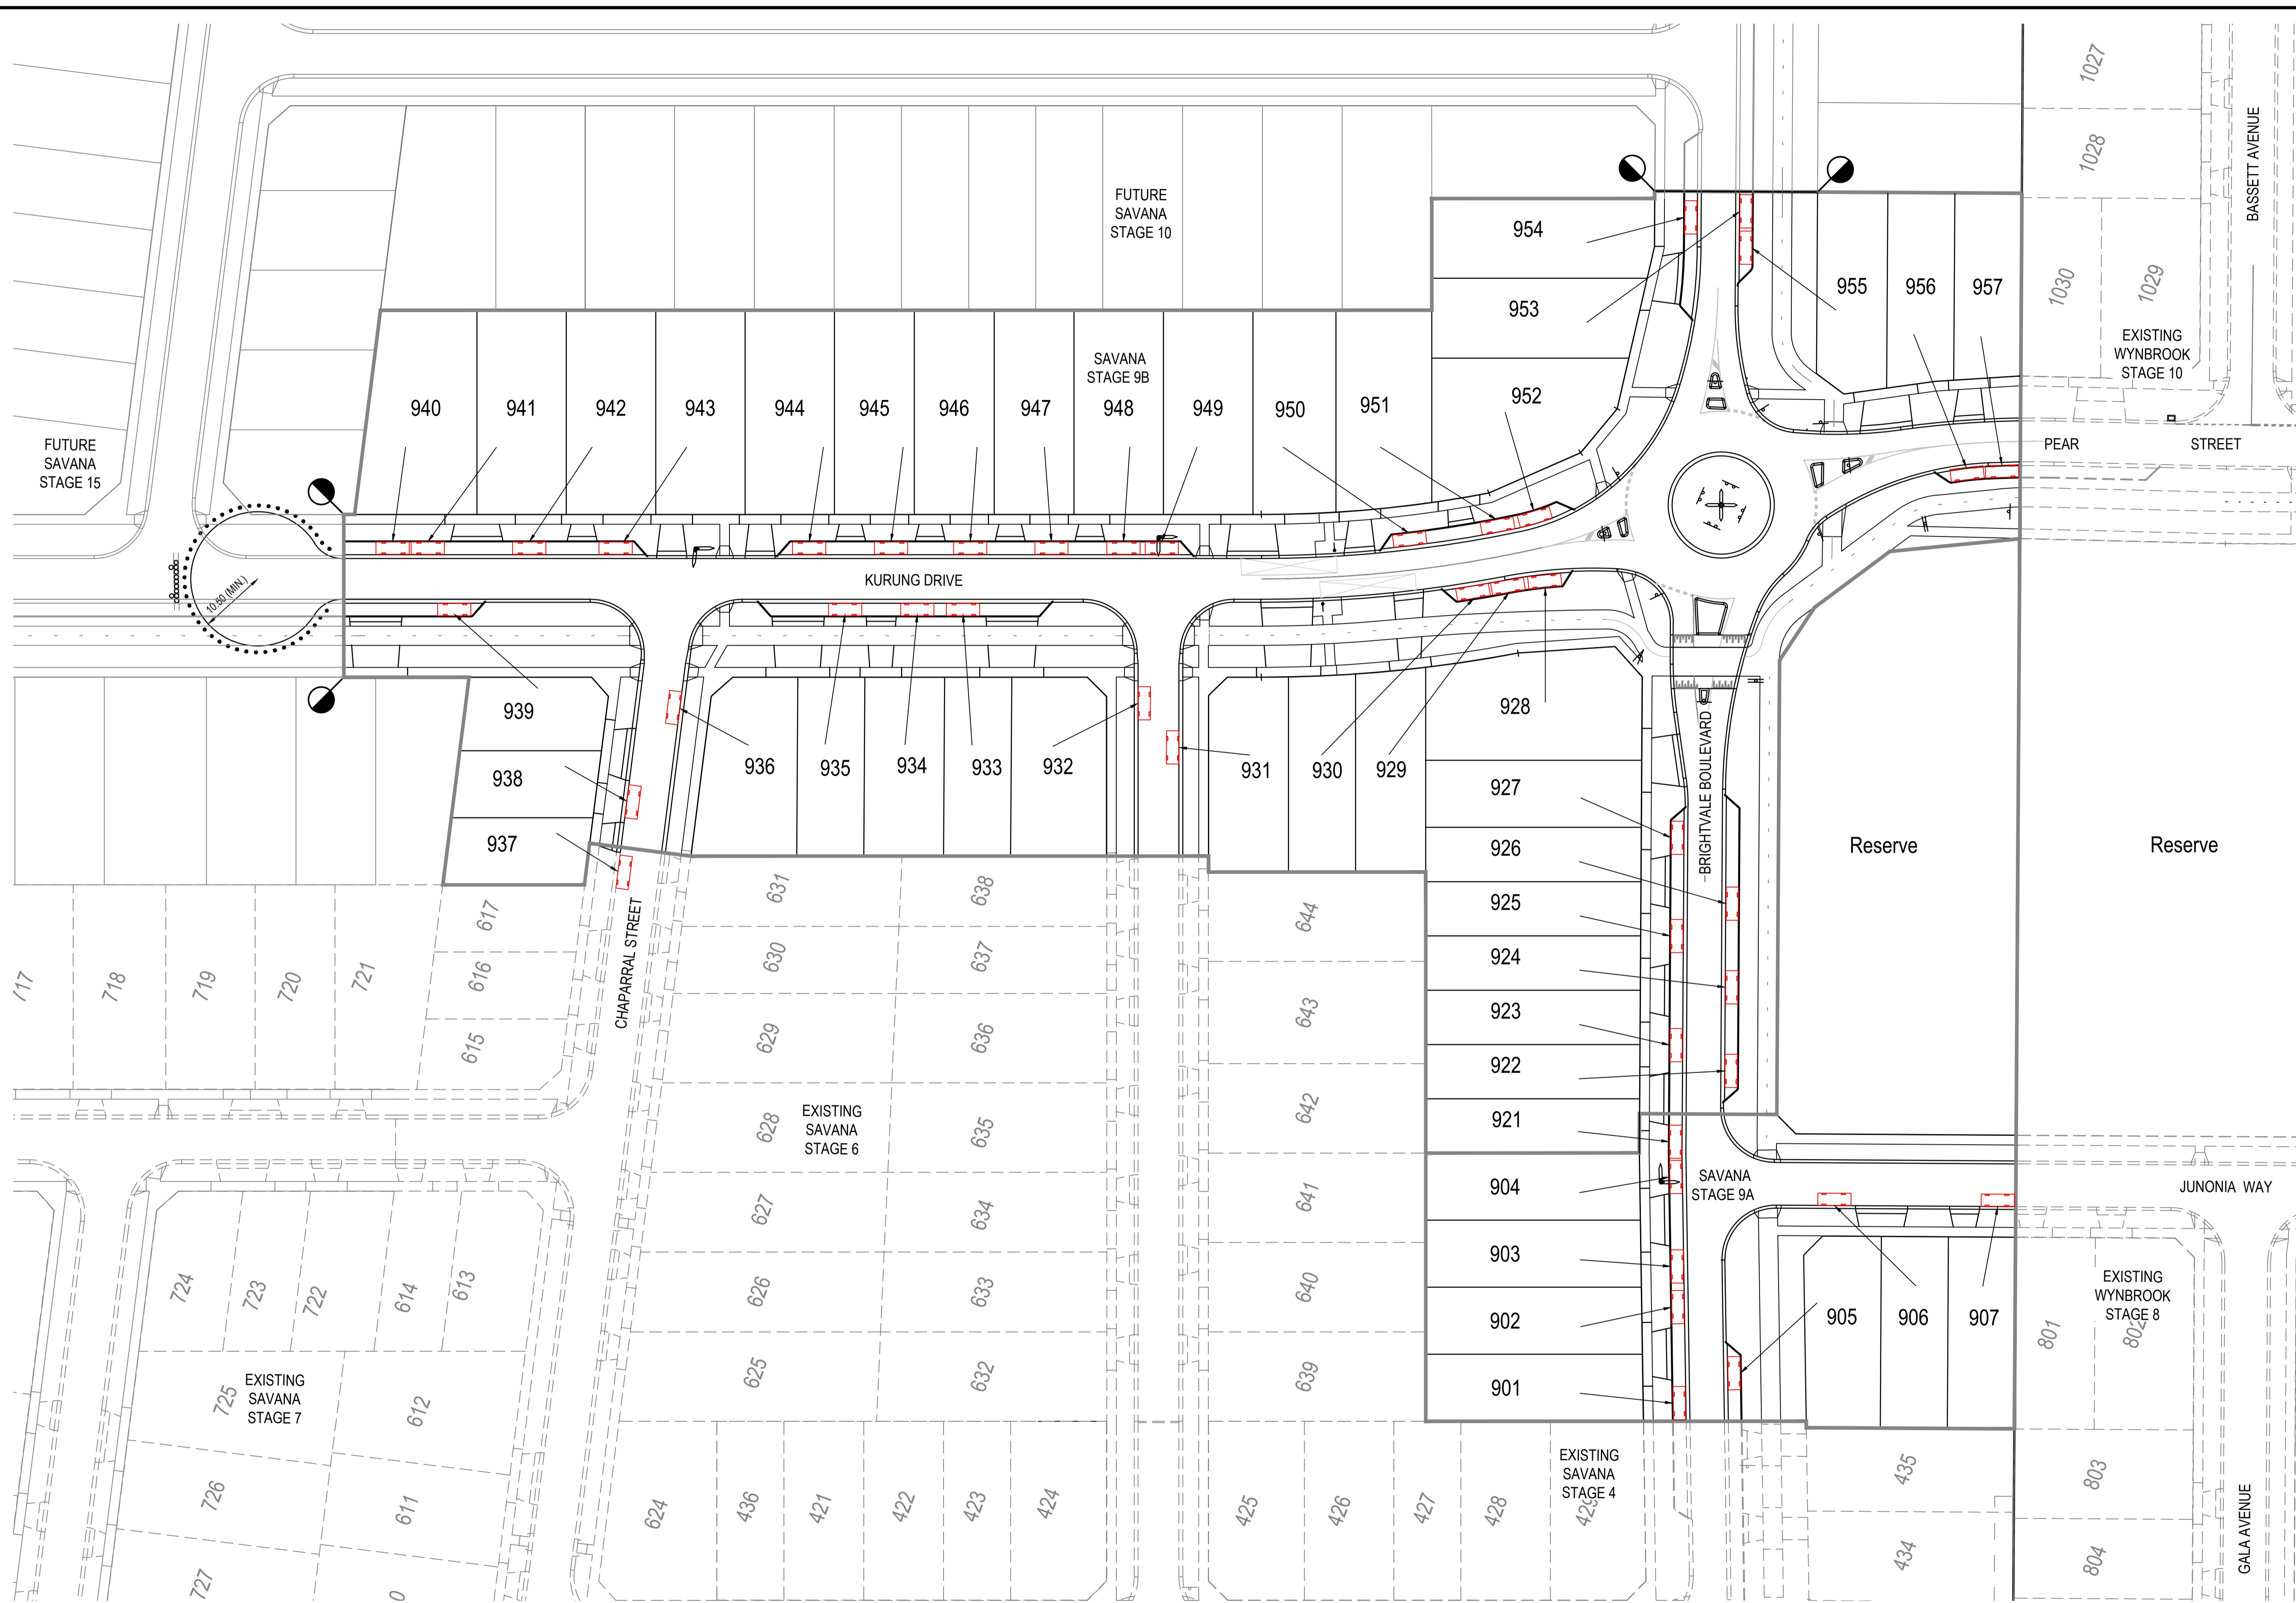 1027
1028
BASSETT AVENUE
FUTURE
SAVANA
STAGE 10
954
953
955
956
957
1030
1029
EXISTING
WYNBROOK
STAGE 10
SAVANA
STAGE 9B
940
941
942
943
944
945
946
947
948
949
950
951
952
FUTURE
SAVANA
STAGE 15
PEAR STREET
KURUNG DRIVE
10.50 (MIN.)
939
938
937
936
935
934
933
932
931
930
929
928
927
926
925
924
923
922
921
BRIGHTVALE BOULEVARD
Reserve
Reserve
CHAPARRAL STREET
717
718
719
720
721
617
616
615
631
638
630
637
629
636
628
635
EXISTING
SAVANA
STAGE 6
627
634
626
633
625
632
644
643
642
641
640
639
904
903
902
901
SAVANA
STAGE 9A
JUNONIA WAY
905
906
907
EXISTING
WYNBROOK
STAGE 8
801
802
724
723
722
614
613
EXISTING
SAVANA
STAGE 7
725
612
726
611
727
0
624
436
421
422
423
424
425
426
427
428
429
EXISTING
SAVANA
STAGE 4
435
434
803
804
GALA AVENUE